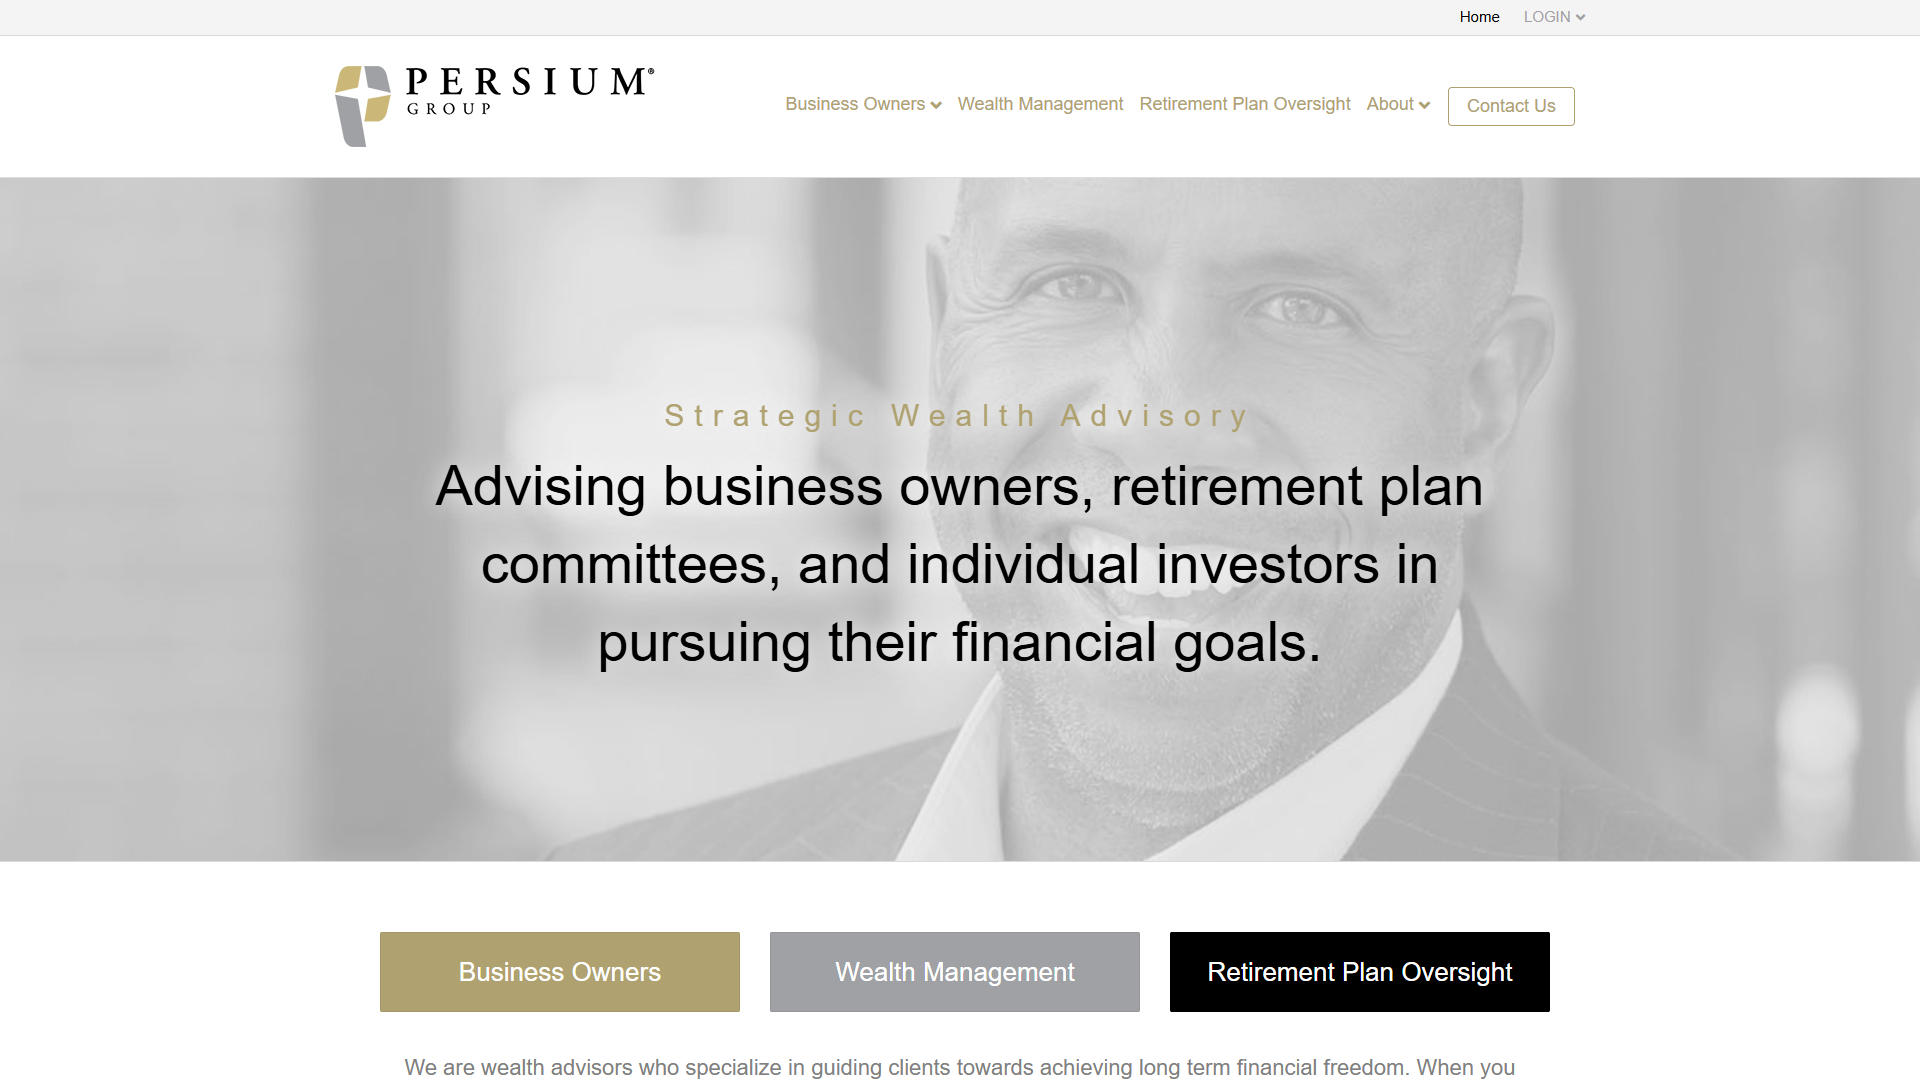 Home LOGIN
PERSIUM®
GROUP
Business Owners Wealth Management Retirement Plan Oversight About Contact Us
Strategic Wealth Advisory
Advising business owners, retirement plan
committees, and individual investors in
pursuing their financial goals.
Business Owners Wealth Management Retirement Plan Oversight
We are wealth advisors who specialize in guiding clients towards achieving long term financial freedom. When you